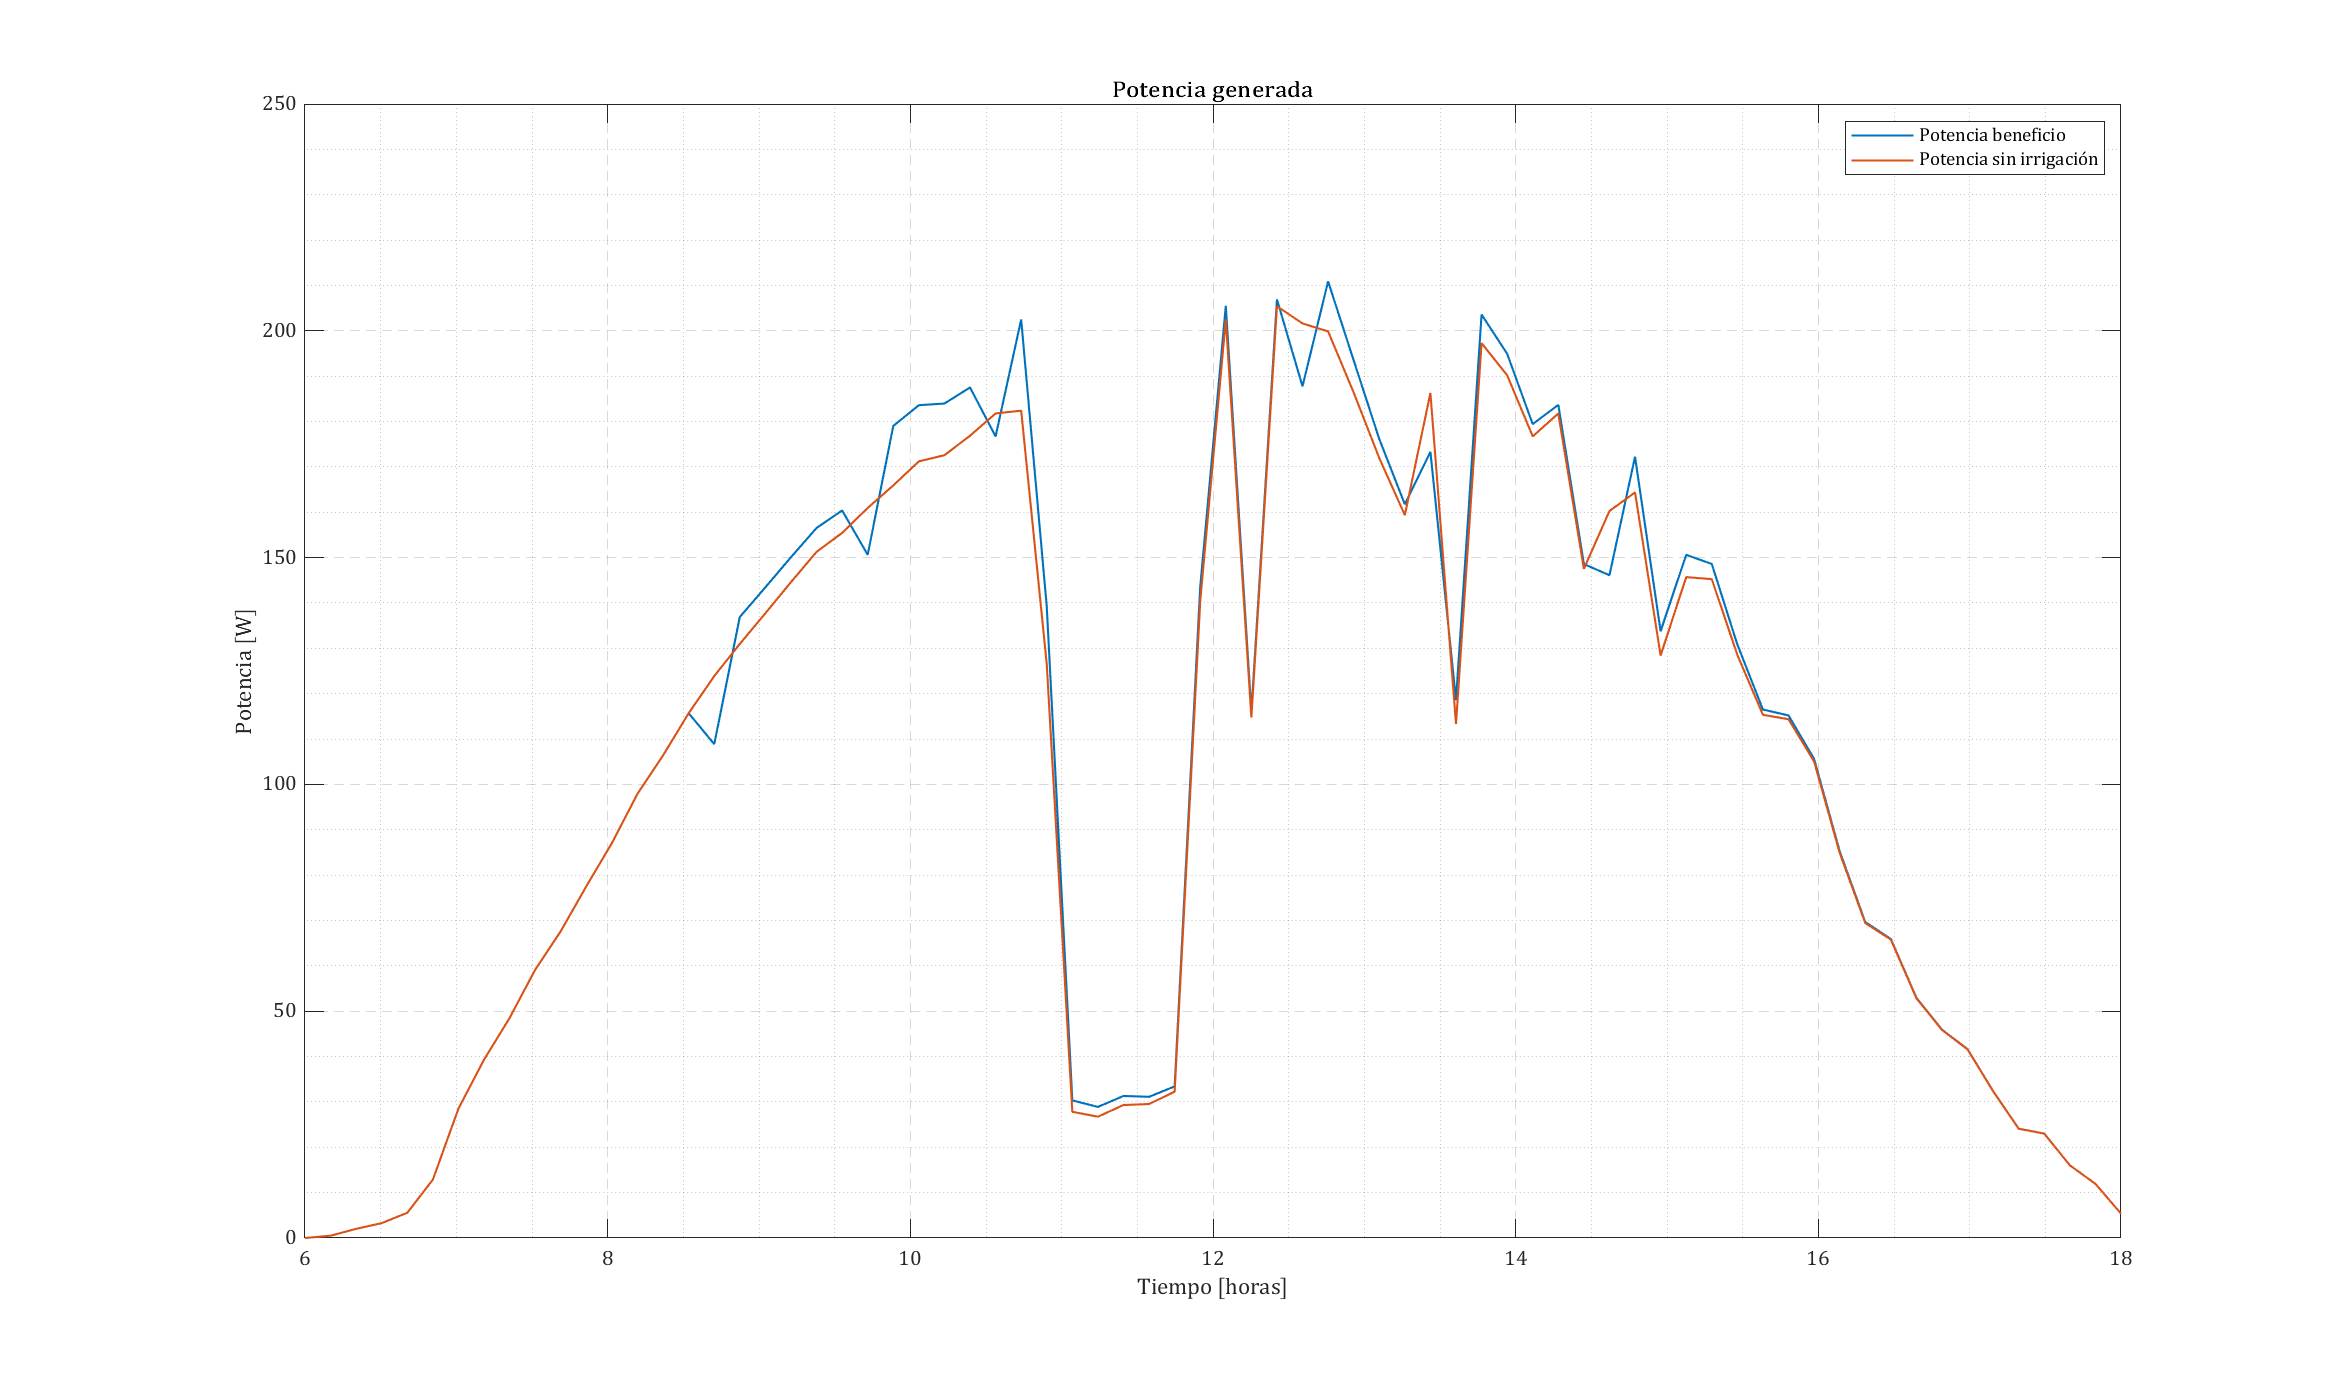 Potencia generada
250
200
150
100
50
0
Potencia [W]
Potencia beneficio
Potencia sin irrigación
6 8 10 12 14 16 18
Tiempo [horas]